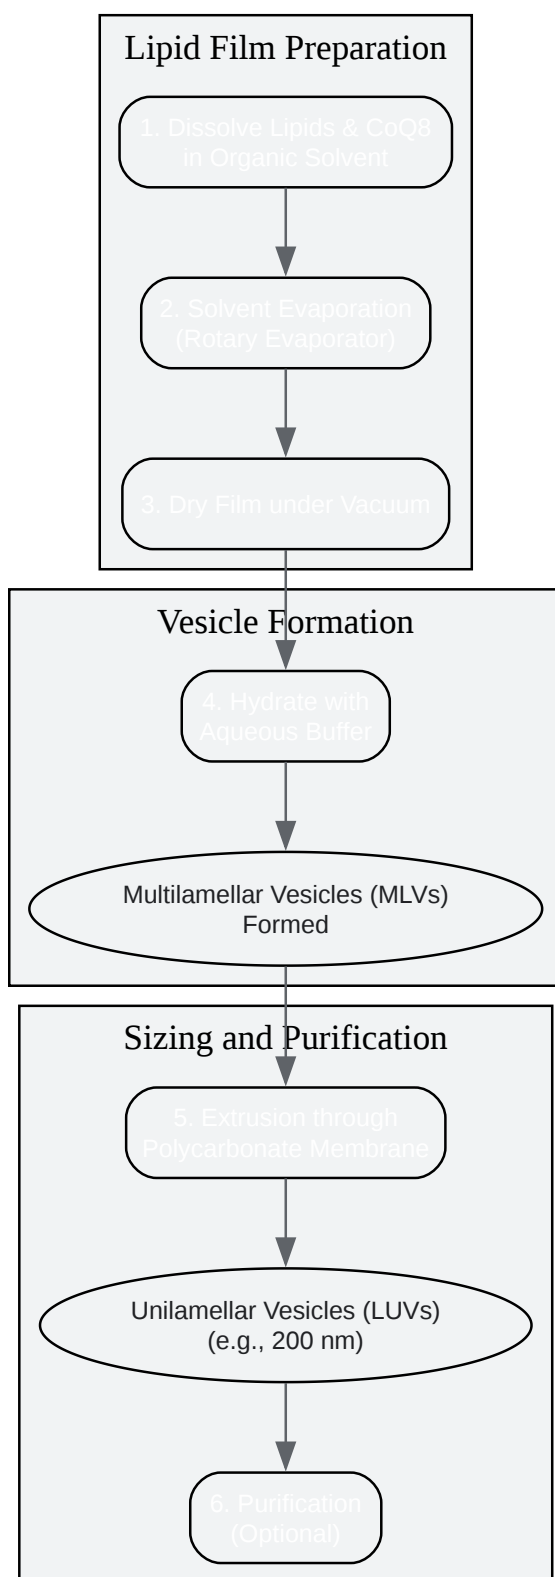 Lipid Film Preparation
1. Dissolve Lipids & CoQ8
in Organic Solvent
2. Solvent Evaporation
(Rotary Evaporator)
3. Dry Film under Vacuum
Vesicle Formation
4. Hydrate with
Aqueous Buffer
Multilamellar Vesicles (MLVs)
Formed
Sizing and Purification
5. Extrusion through
Polycarbonate Membrane
Unilamellar Vesicles (LUVs)
(e.g., 200 nm)
6. Purification
(Optional)